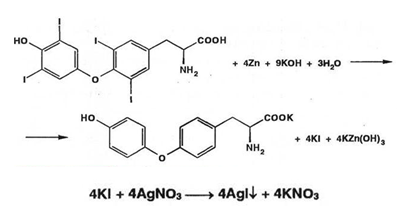 I
HO
I
I
COOH
NH₂
I
O
+ 4Zn + 9KOH + 3H₂O ⟶
⟶
HO
COOK
NH₂
O
+ 4KI + 4KZn(OH)₃
4KI + 4AgNO₃ ⟶ 4AgI↓ + 4KNO₃